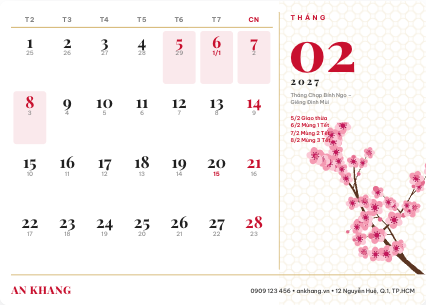 T2 T3 T4 T5 T6 T7 CN
1 2 3 4 5 6 7
25 26 27 28 29 1/1 2
8 9 10 11 12 13 14
3 4 5 6 7 8 9
15 16 17 18 19 20 21
10 11 12 13 14 15 16
22 23 24 25 26 27 28
17 18 19 20 21 22 23
THÁNG
02
2027
Tháng Chạp Bính Ngọ -
Giêng Đinh Mùi
5/2 Giao thừa
6/2 Mùng 1 Tết
7/2 Mùng 2 Tết
8/2 Mùng 3 Tết
AN KHANG
0909 123 456 • ankhang.vn • 12 Nguyễn Huệ, Q.1, TP.HCM